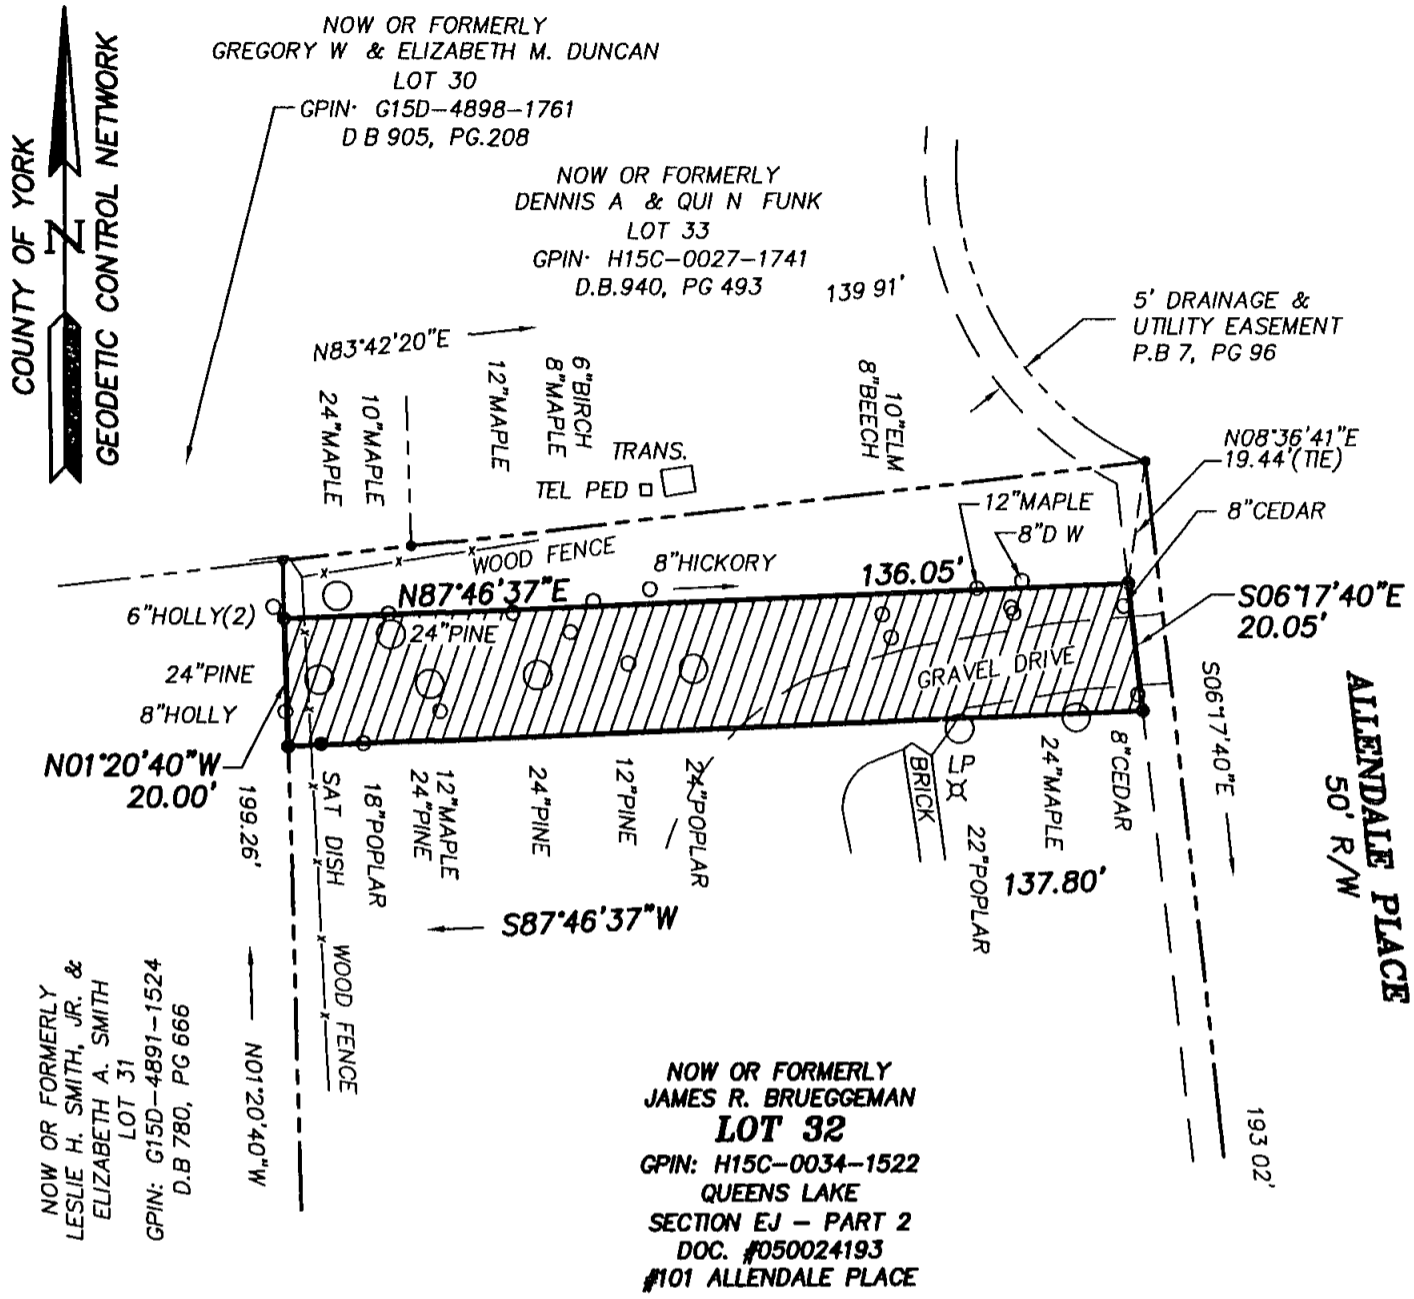 COUNTY OF YORK
GEODETIC CONTROL NETWORK
N
NOW OR FORMERLY
GREGORY W & ELIZABETH M. DUNCAN
LOT 30
GPIN· G15D-4898-1761
D B 905, PG.208
NOW OR FORMERLY
DENNIS A & QUI N FUNK
LOT 33
GPIN· H15C-0027-1741
D.B.940, PG 493
139 91'
5' DRAINAGE &
UTILITY EASEMENT
P.B 7, PG 96
N83°42'20"E
24"MAPLE
10"MAPLE
12"MAPLE
8"MAPLE
6"BIRCH
TRANS.
TEL PED
8"BEECH
10"ELM
N08°36'41"E
19.44'(TIE)
12"MAPLE
8"D W
8"CEDAR
WOOD FENCE
8"HICKORY
N87°46'37"E
136.05'
S06°17'40"E
20.05'
6"HOLLY(2)
24"PINE
24"PINE
8"HOLLY
GRAVEL DRIVE
N01°20'40"W
20.00'
199.26'
SAT DISH
18"POPLAR
24"PINE
12"MAPLE
24"PINE
12"PINE
24"POPLAR
BRICK
LP
22"POPLAR
24"MAPLE
8"CEDAR
137.80'
S06°17'40"E
ALLENDALE PLACE
50' R/W
S87°46'37"W
WOOD FENCE
N01°20'40"W
NOW OR FORMERLY
LESLIE H. SMITH, JR. &
ELIZABETH A. SMITH
LOT 31
GPIN: G15D-4891-1524
D.B 780, PG 666
NOW OR FORMERLY
JAMES R. BRUEGGEMAN
LOT 32
GPIN: H15C-0034-1522
QUEENS LAKE
SECTION EJ - PART 2
DOC. #050024193
#101 ALLENDALE PLACE
193 02'